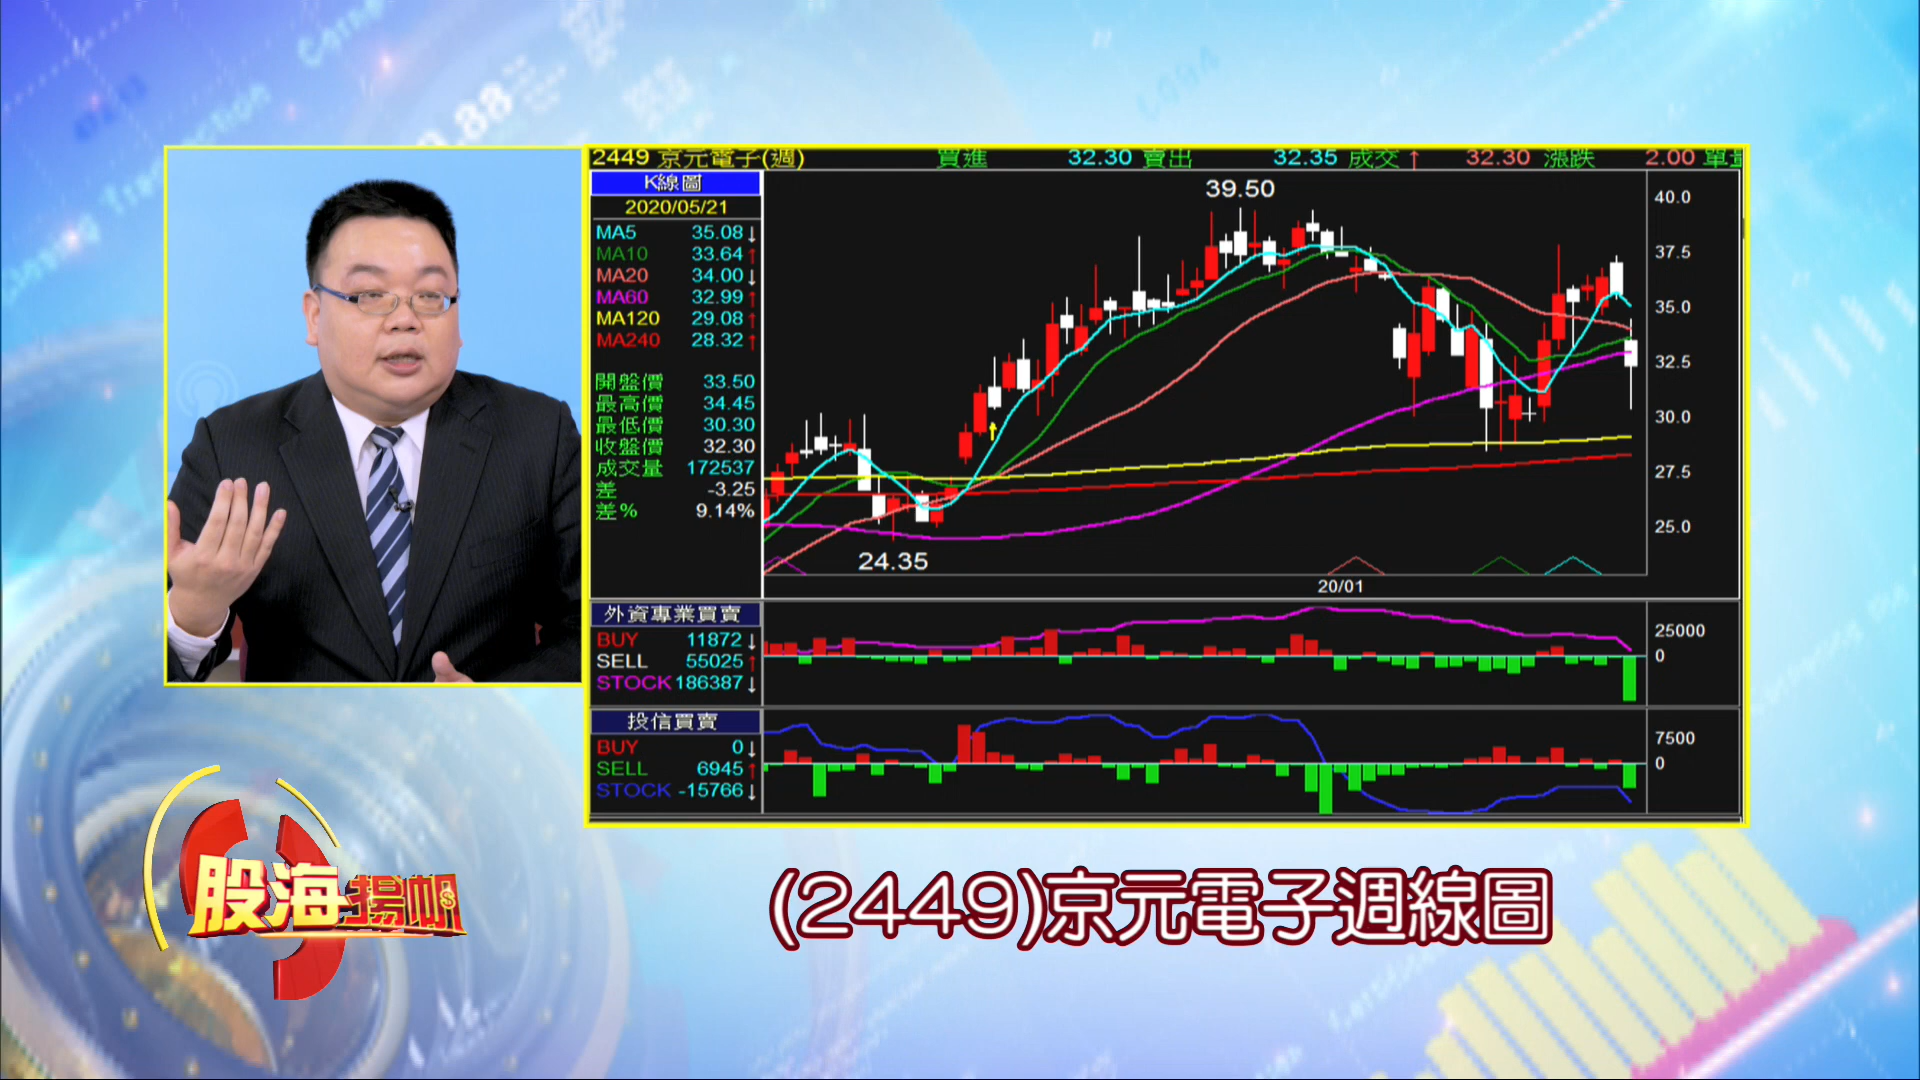 2449 京元電子(週) 買進 32.30 賣出 32.35 成交↑ 32.30 漲跌 2.00 單量
K線圖
2020/05/21
MA5 35.08↓
MA10 33.64↑
MA20 34.00↓
MA60 32.99↑
MA120 29.08↑
MA240 28.32↑
開盤價 33.50
最高價 34.45
最低價 30.30
收盤價 32.30
成交量 172537
差 -3.25
差% 9.14%
39.50
24.35
40.0
37.5
35.0
32.5
30.0
27.5
25.0
20/01
外資專業買賣
BUY 11872↓
SELL 55025↑
STOCK 186387↓
25000
0
投信買賣
BUY 0↓
SELL 6945↑
STOCK -15766↓
7500
0
股海揚帆
(2449)京元電子週線圖